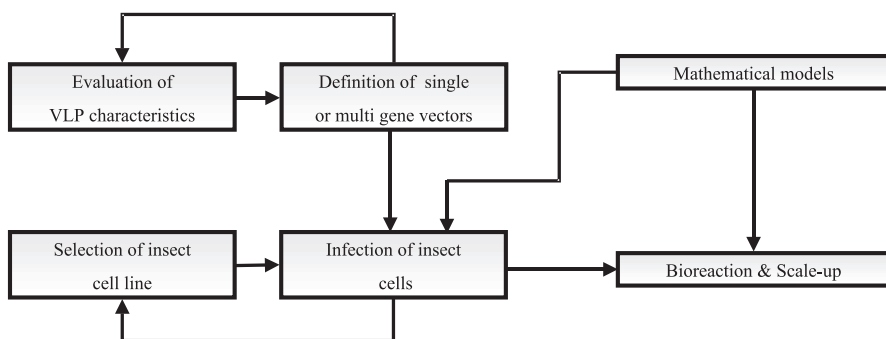 Evaluation of
VLP characteristics
Definition of single
or multi gene vectors
Mathematical models
Selection of insect
cell line
Infection of insect
cells
Bioreaction & Scale-up